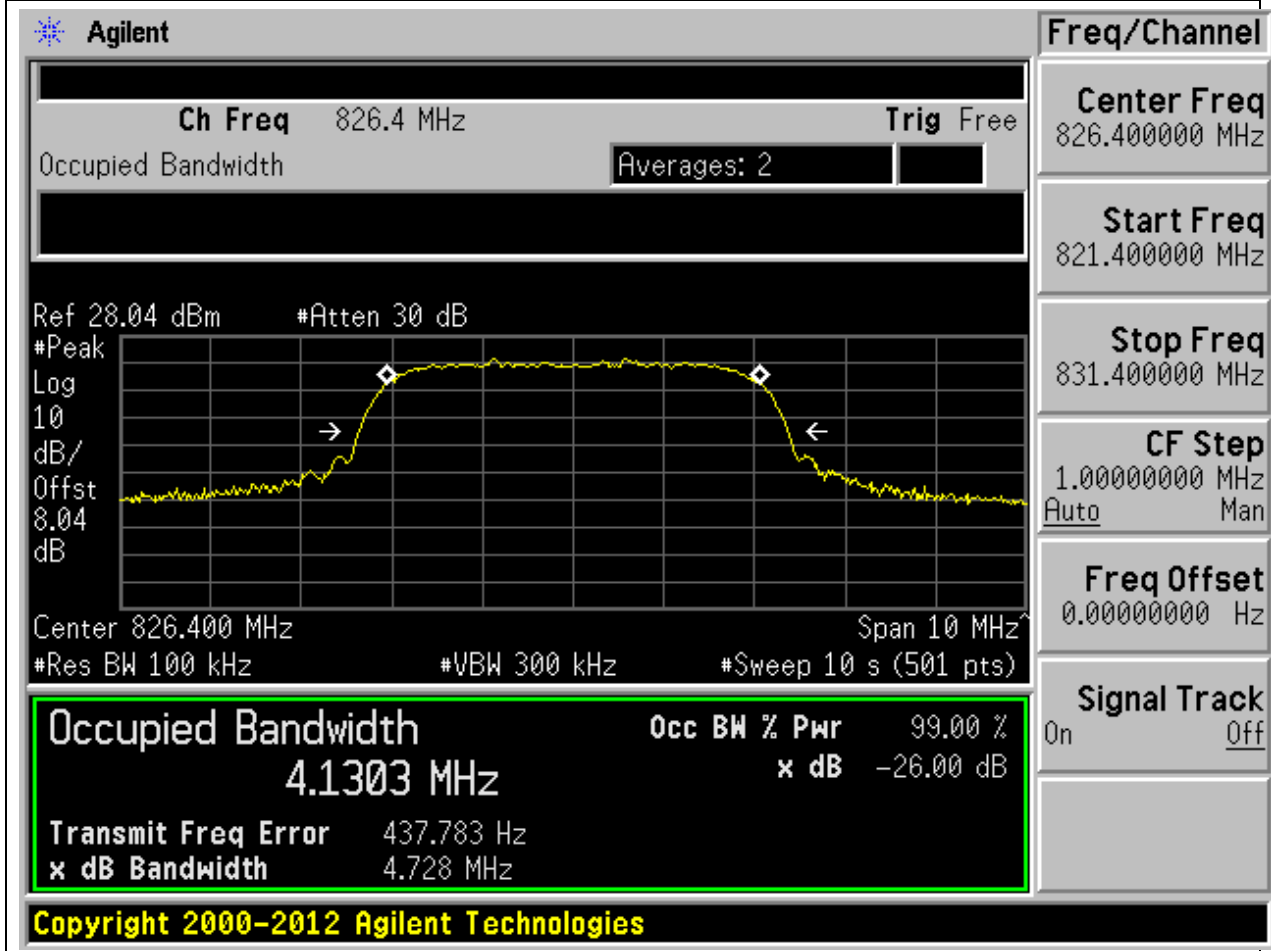 Agilent
Freq/Channel
Ch Freq 826.4 MHz Trig Free
Occupied Bandwidth Averages: 2
Center Freq
826.400000 MHz
Start Freq
821.400000 MHz
Stop Freq
831.400000 MHz
CF Step
1.00000000 MHz
Auto Man
Freq Offset
0.00000000 Hz
Signal Track
On Off
Ref 28.04 dBm #Atten 30 dB
#Peak
Log
10
dB/
Offst
8.04
dB
Center 826.400 MHz Span 10 MHz^
#Res BW 100 kHz #VBW 300 kHz #Sweep 10 s (501 pts)
Occupied Bandwidth Occ BW % Pwr 99.00 %
4.1303 MHz x dB -26.00 dB
Transmit Freq Error 437.783 Hz
x dB Bandwidth 4.728 MHz
Copyright 2000-2012 Agilent Technologies